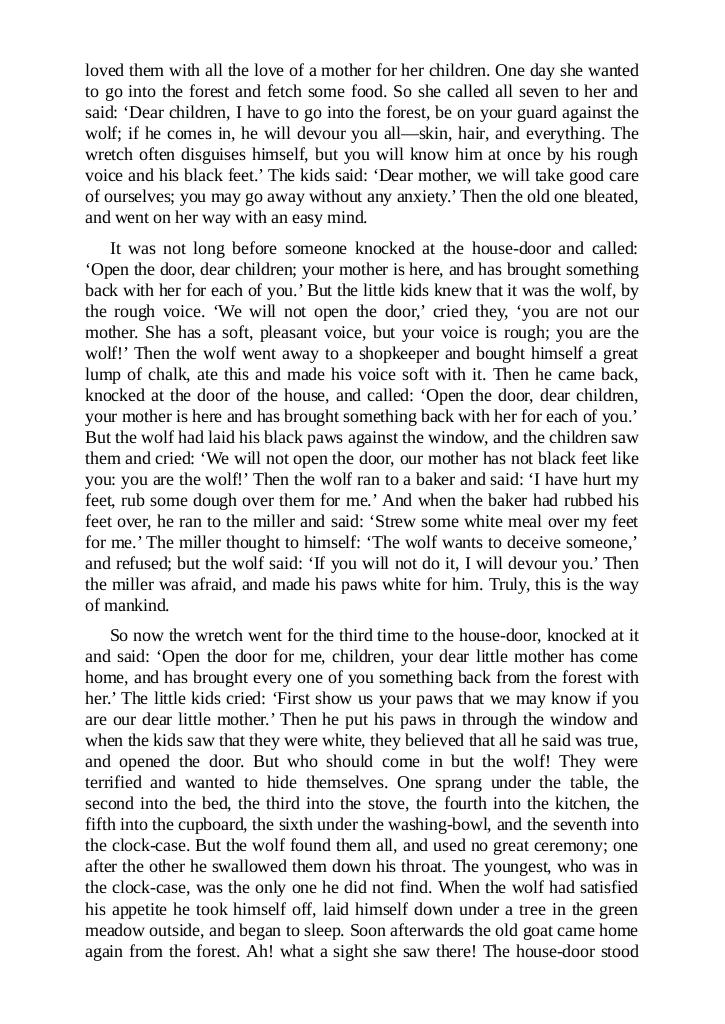 loved them with all the love of a mother for her children. One day she wanted
to go into the forest and fetch some food. So she called all seven to her and
said: ‘Dear children, I have to go into the forest, be on your guard against the
wolf; if he comes in, he will devour you all—skin, hair, and everything. The
wretch often disguises himself, but you will know him at once by his rough
voice and his black feet.’ The kids said: ‘Dear mother, we will take good care
of ourselves; you may go away without any anxiety.’ Then the old one bleated,
and went on her way with an easy mind.
It was not long before someone knocked at the house-door and called:
‘Open the door, dear children; your mother is here, and has brought something
back with her for each of you.’ But the little kids knew that it was the wolf, by
the rough voice. ‘We will not open the door,’ cried they, ‘you are not our
mother. She has a soft, pleasant voice, but your voice is rough; you are the
wolf!’ Then the wolf went away to a shopkeeper and bought himself a great
lump of chalk, ate this and made his voice soft with it. Then he came back,
knocked at the door of the house, and called: ‘Open the door, dear children,
your mother is here and has brought something back with her for each of you.’
But the wolf had laid his black paws against the window, and the children saw
them and cried: ‘We will not open the door, our mother has not black feet like
you: you are the wolf!’ Then the wolf ran to a baker and said: ‘I have hurt my
feet, rub some dough over them for me.’ And when the baker had rubbed his
feet over, he ran to the miller and said: ‘Strew some white meal over my feet
for me.’ The miller thought to himself: ‘The wolf wants to deceive someone,’
and refused; but the wolf said: ‘If you will not do it, I will devour you.’ Then
the miller was afraid, and made his paws white for him. Truly, this is the way
of mankind.
So now the wretch went for the third time to the house-door, knocked at it
and said: ‘Open the door for me, children, your dear little mother has come
home, and has brought every one of you something back from the forest with
her.’ The little kids cried: ‘First show us your paws that we may know if you
are our dear little mother.’ Then he put his paws in through the window and
when the kids saw that they were white, they believed that all he said was true,
and opened the door. But who should come in but the wolf! They were
terrified and wanted to hide themselves. One sprang under the table, the
second into the bed, the third into the stove, the fourth into the kitchen, the
fifth into the cupboard, the sixth under the washing-bowl, and the seventh into
the clock-case. But the wolf found them all, and used no great ceremony; one
after the other he swallowed them down his throat. The youngest, who was in
the clock-case, was the only one he did not find. When the wolf had satisfied
his appetite he took himself off, laid himself down under a tree in the green
meadow outside, and began to sleep. Soon afterwards the old goat came home
again from the forest. Ah! what a sight she saw there! The house-door stood